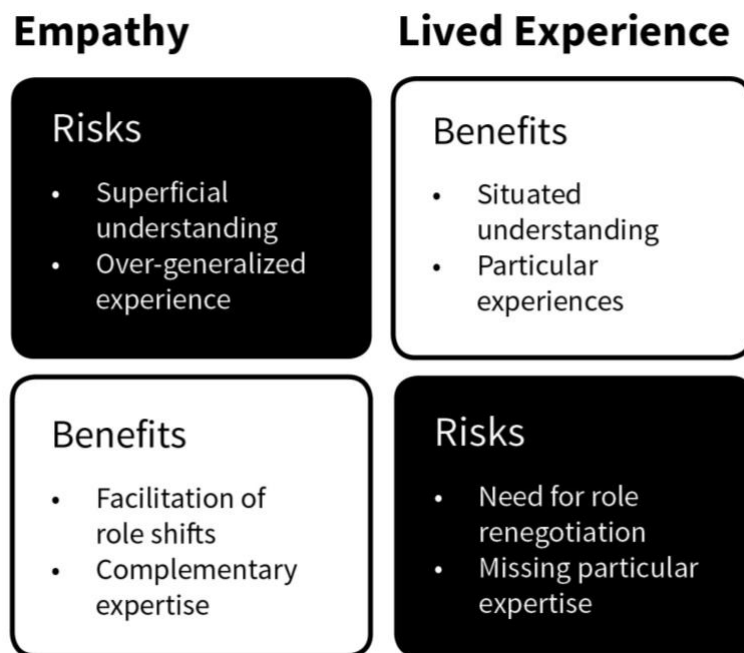 Empathy
Lived Experience
Risks
• Superficial
understanding
• Over-generalized
experience
Benefits
• Situated
understanding
• Particular
experiences
Benefits
• Facilitation of
role shifts
• Complementary
expertise
Risks
• Need for role
renegotiation
• Missing particular
expertise